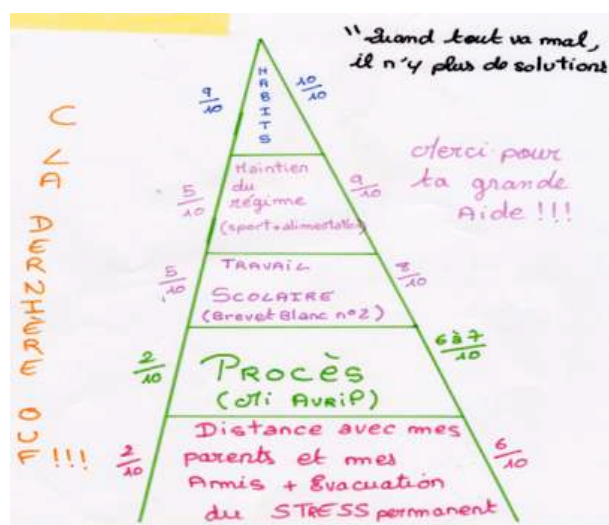 "Quand tout va mal,
il n'y plus de solutions
9/10
HABITS
10/10
C LA DERNIERE OUF !!!
Merci pour
ta grande
Aide !!!
5/10
Maintien
du
régime
(sport+alimentation)
9/10
5/10
TRAVAIL
SCOLAIRE
(Brevet Blanc n°2)
8/10
2/10
PROCÈS
(Mi AVRIL)
6 à 7/10
2/10
Distance avec mes
parents et mes
Armis + Evacuation
du STRESS permanent
6/10